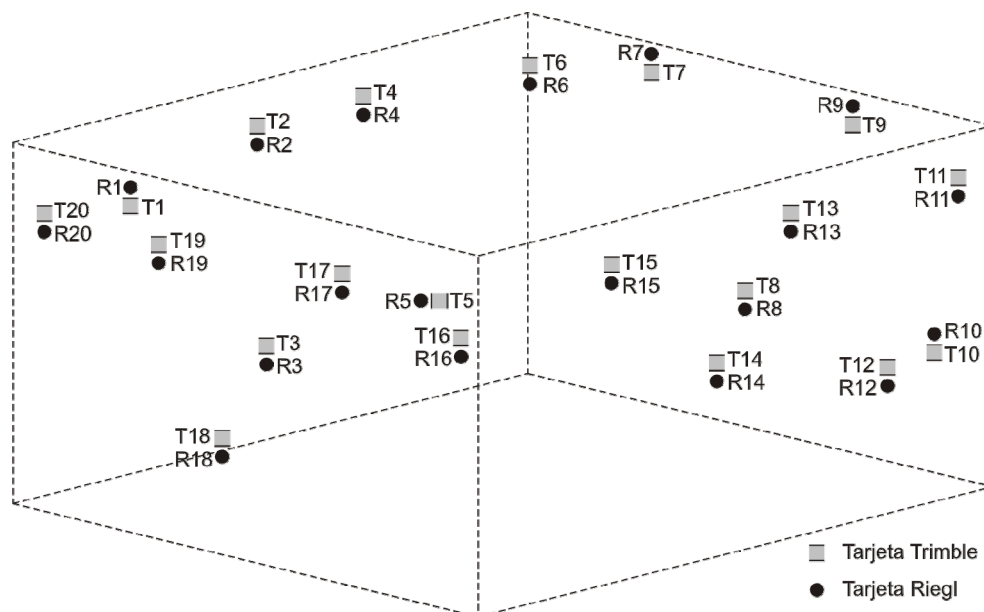 R7
T6
T7
R6
T4
R4
R9
T9
T2
R2
T11
R11
R1
T1
T20
R20
T13
R13
T19
R19
T17
R17
T15
R15
R5
T5
T8
R8
T16
R16
R10
T10
T3
R3
T14
R14
T12
R12
T18
R18
Tarjeta Trimble
Tarjeta Riegl